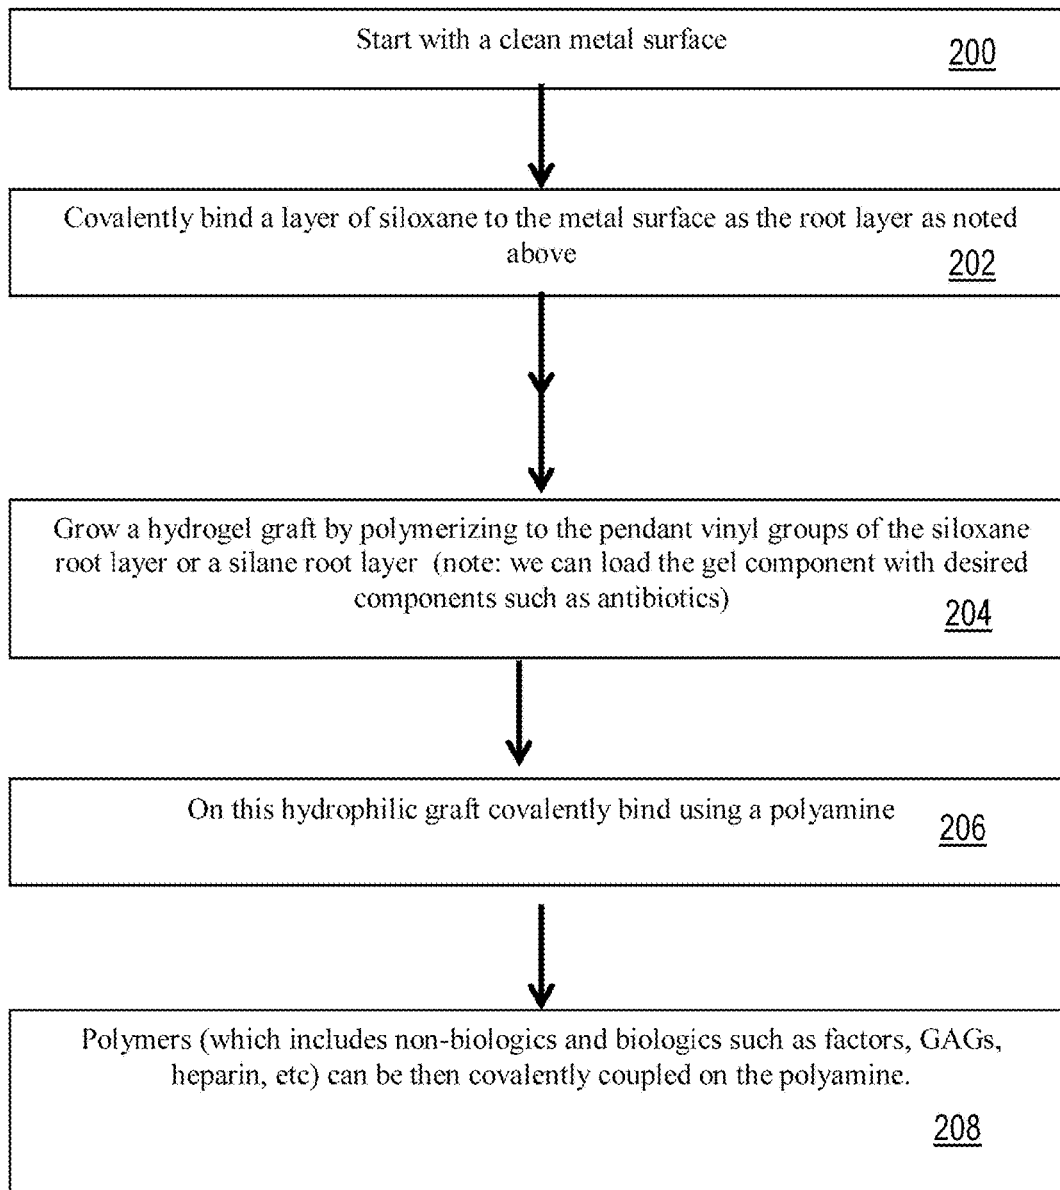 Start with a clean metal surface
200
Covalently bind a layer of siloxane to the metal surface as the root layer as noted
above
202
Grow a hydrogel graft by polymerizing to the pendant vinyl groups of the siloxane
root layer or a silane root layer (note: we can load the gel component with desired
components such as antibiotics)
204
On this hydrophilic graft covalently bind using a polyamine
206
Polymers (which includes non-biologics and biologics such as factors, GAGs,
heparin, etc) can be then covalently coupled on the polyamine.
208